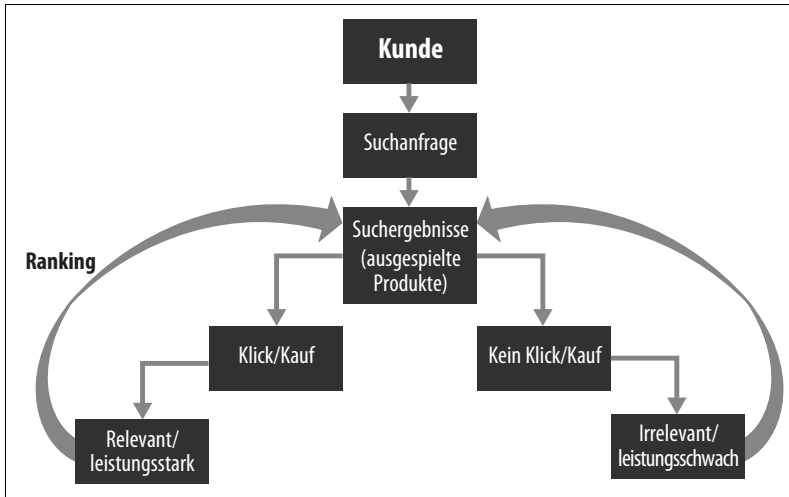 Kunde
Suchanfrage
Suchergebnisse
(ausgespielte
Produkte)
Ranking
Klick/Kauf
Kein Klick/Kauf
Relevant/
leistungsstark
Irrelevant/
leistungsschwach